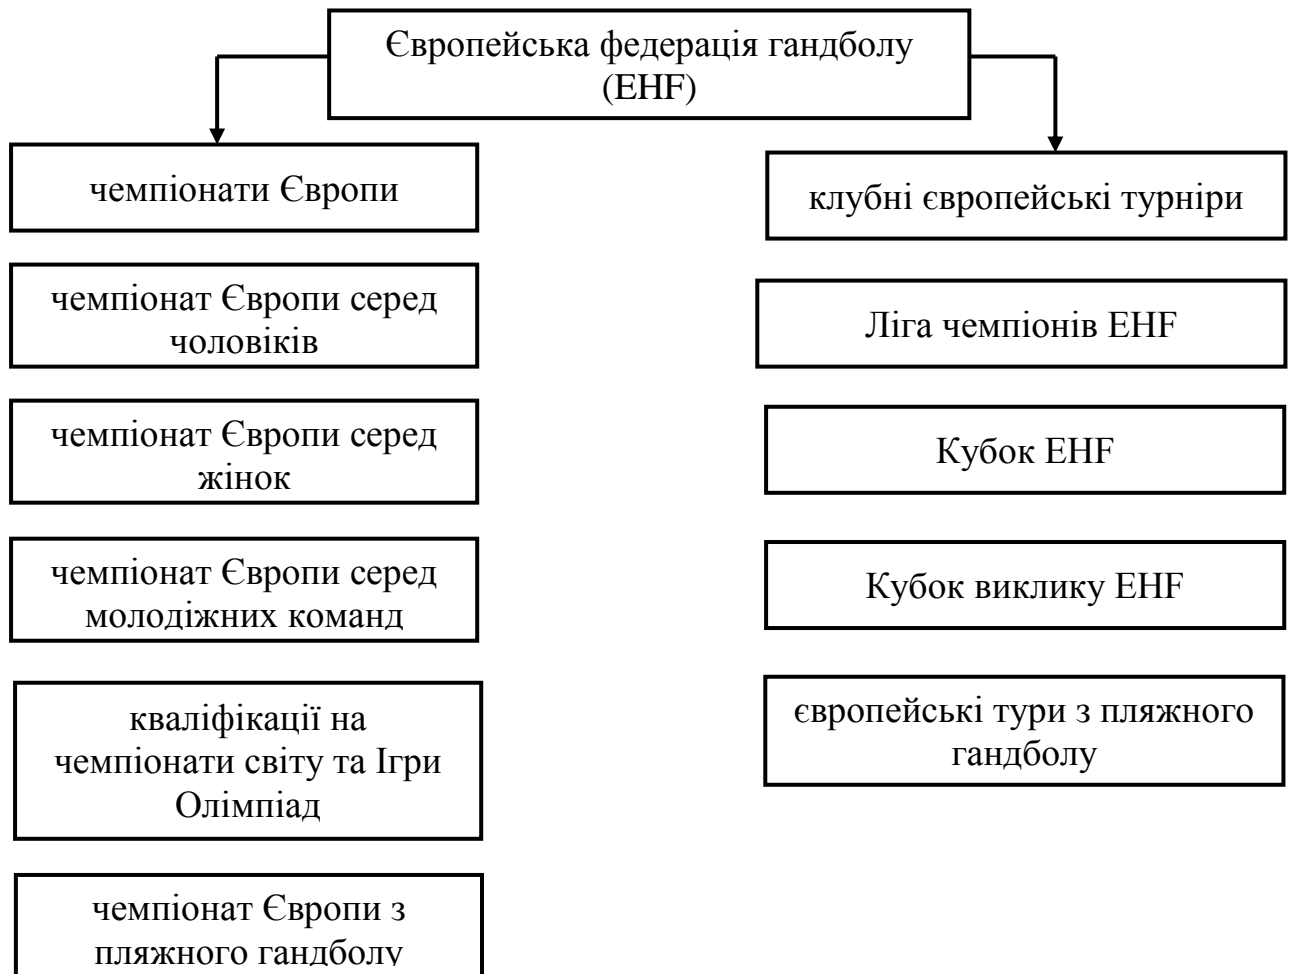 Європейська федерація гандболу
(EHF)
чемпіонати Європи
чемпіонат Європи серед
чоловіків
чемпіонат Європи серед
жінок
чемпіонат Європи серед
молодіжних команд
кваліфікації на
чемпіонати світу та Ігри
Олімпіад
чемпіонат Європи з
пляжного гандболу
клубні європейські турніри
Ліга чемпіонів EHF
Кубок EHF
Кубок виклику EHF
європейські тури з пляжного
гандболу